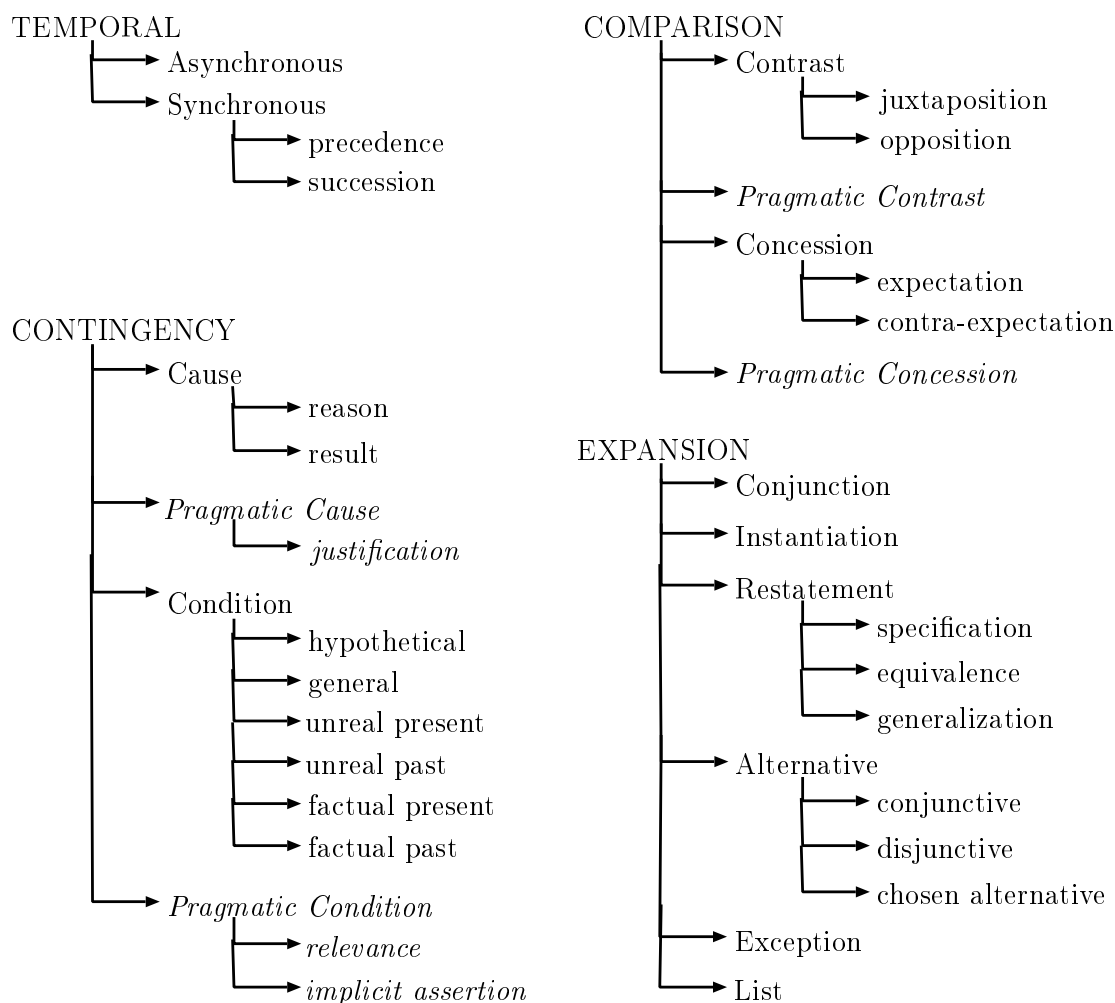 TEMPORAL
Asynchronous
Synchronous
precedence
succession
CONTINGENCY
Cause
reason
result
Pragmatic Cause
justification
Condition
hypothetical
general
unreal present
unreal past
factual present
factual past
Pragmatic Condition
relevance
implicit assertion
COMPARISON
Contrast
juxtaposition
opposition
Pragmatic Contrast
Concession
expectation
contra-expectation
Pragmatic Concession
EXPANSION
Conjunction
Instantiation
Restatement
specification
equivalence
generalization
Alternative
conjunctive
disjunctive
chosen alternative
Exception
List